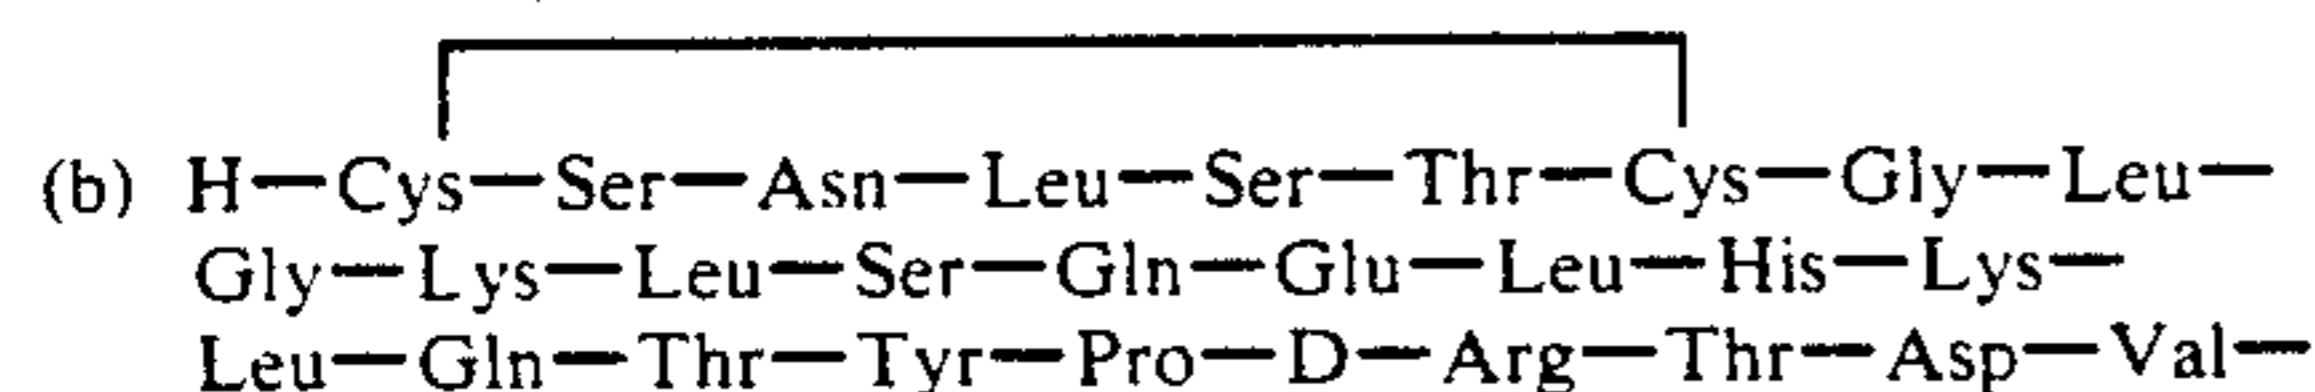 (b) H—Cys—Ser—Asn—Leu—Ser—Thr—Cys—Gly—Leu—
Gly—Lys—Leu—Ser—Gln—Glu—Leu—His—Lys—
Leu—Gln—Thr—Tyr—Pro—D—Arg—Thr—Asp—Val—